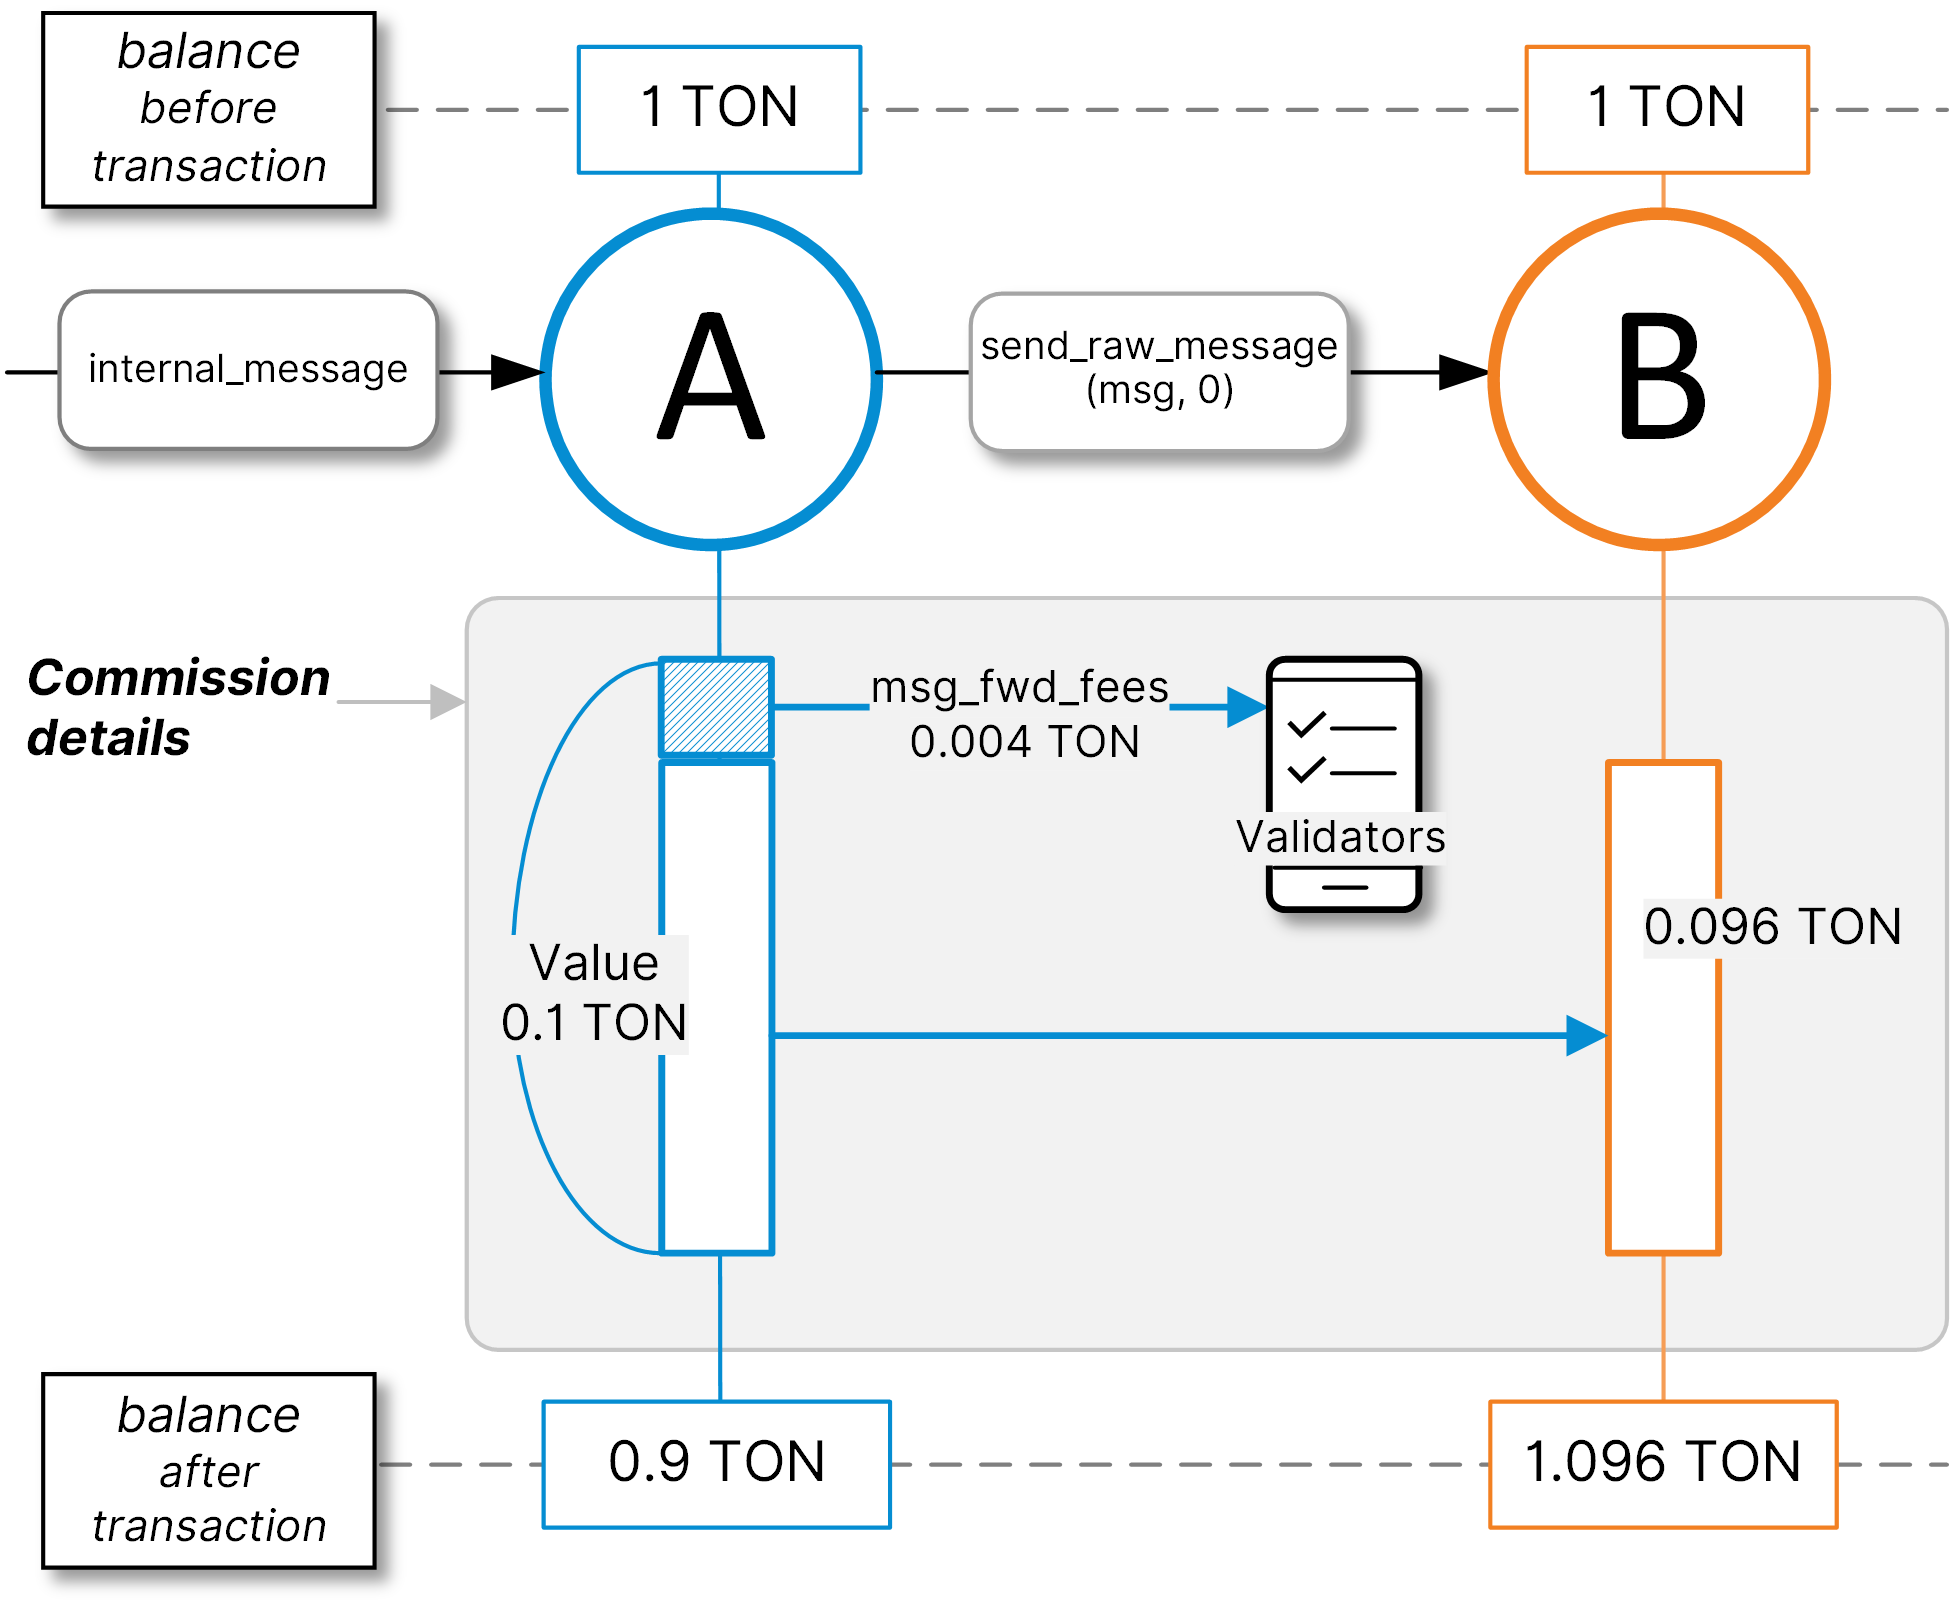 balance
before
transaction
1 TON
1 TON
internal_message
A
send_raw_message
(msg, 0)
B
Commission
details
msg_fwd_fees
0.004 TON
Validators
Value
0.1 TON
0.096 TON
balance
after
transaction
0.9 TON
1.096 TON